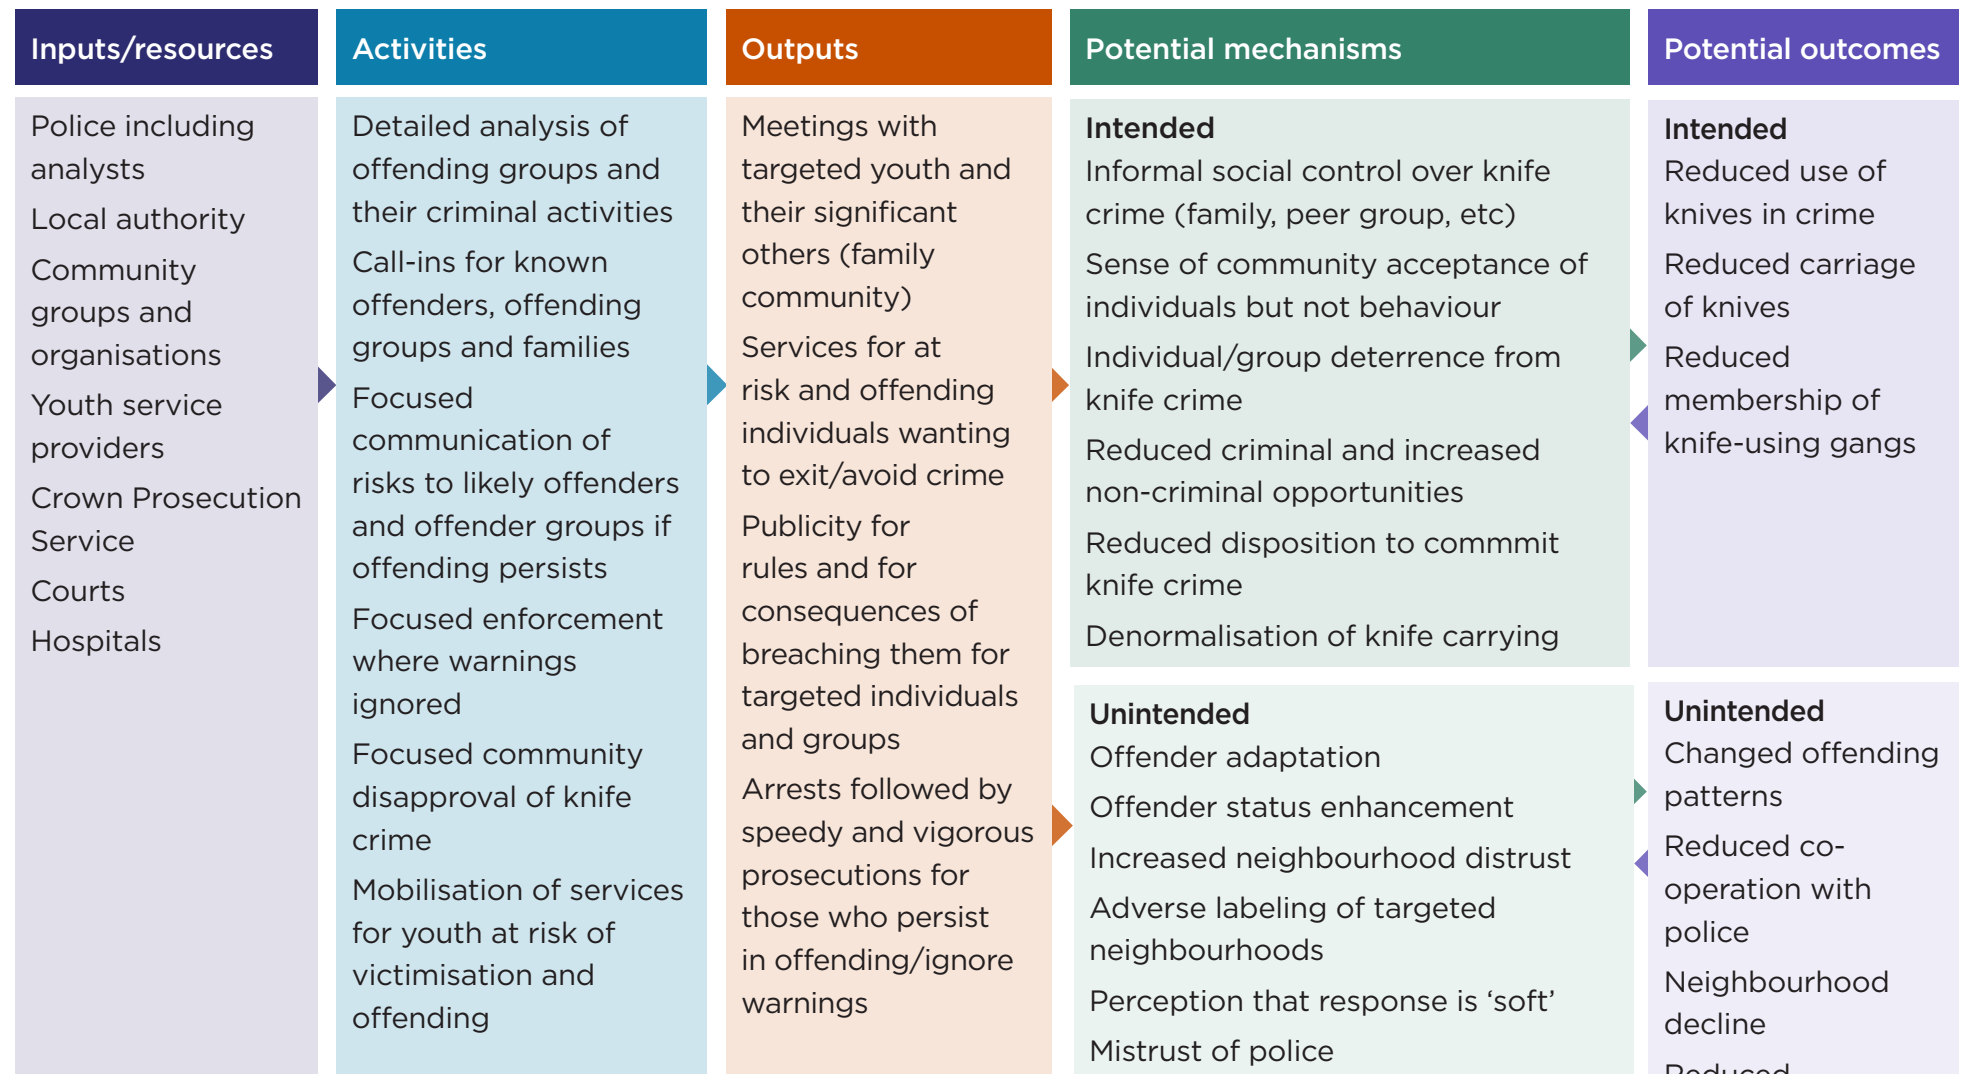 Inputs/resources
Police including
analysts
Local authority
Community
groups and
organisations
Youth service
providers
Crown Prosecution
Service
Courts
Hospitals
Activities
Detailed analysis of
offending groups and
their criminal activities
Call-ins for known
offenders, offending
groups and families
Focused
communication of
risks to likely offenders
and offender groups if
offending persists
Focused enforcement
where warnings
ignored
Focused community
disapproval of knife
crime
Mobilisation of services
for youth at risk of
victimisation and
offending
Outputs
Meetings with
targeted youth and
their significant
others (family
community)
Services for at
risk and offending
individuals wanting
to exit/avoid crime
Publicity for
rules and for
consequences of
breaching them for
targeted individuals
and groups
Arrests followed by
speedy and vigorous
prosecutions for
those who persist
in offending/ignore
warnings
Potential mechanisms
Intended
Informal social control over knife
crime (family, peer group, etc)
Sense of community acceptance of
individuals but not behaviour
Individual/group deterrence from
knife crime
Reduced criminal and increased
non-criminal opportunities
Reduced disposition to commmit
knife crime
Denormalisation of knife carrying
Unintended
Offender adaptation
Offender status enhancement
Increased neighbourhood distrust
Adverse labeling of targeted
neighbourhoods
Perception that response is ‘soft’
Mistrust of police
Potential outcomes
Intended
Reduced use of
knives in crime
Reduced carriage
of knives
Reduced
membership of
knife-using gangs
Unintended
Changed offending
patterns
Reduced co-
operation with
police
Neighbourhood
decline
Reduced